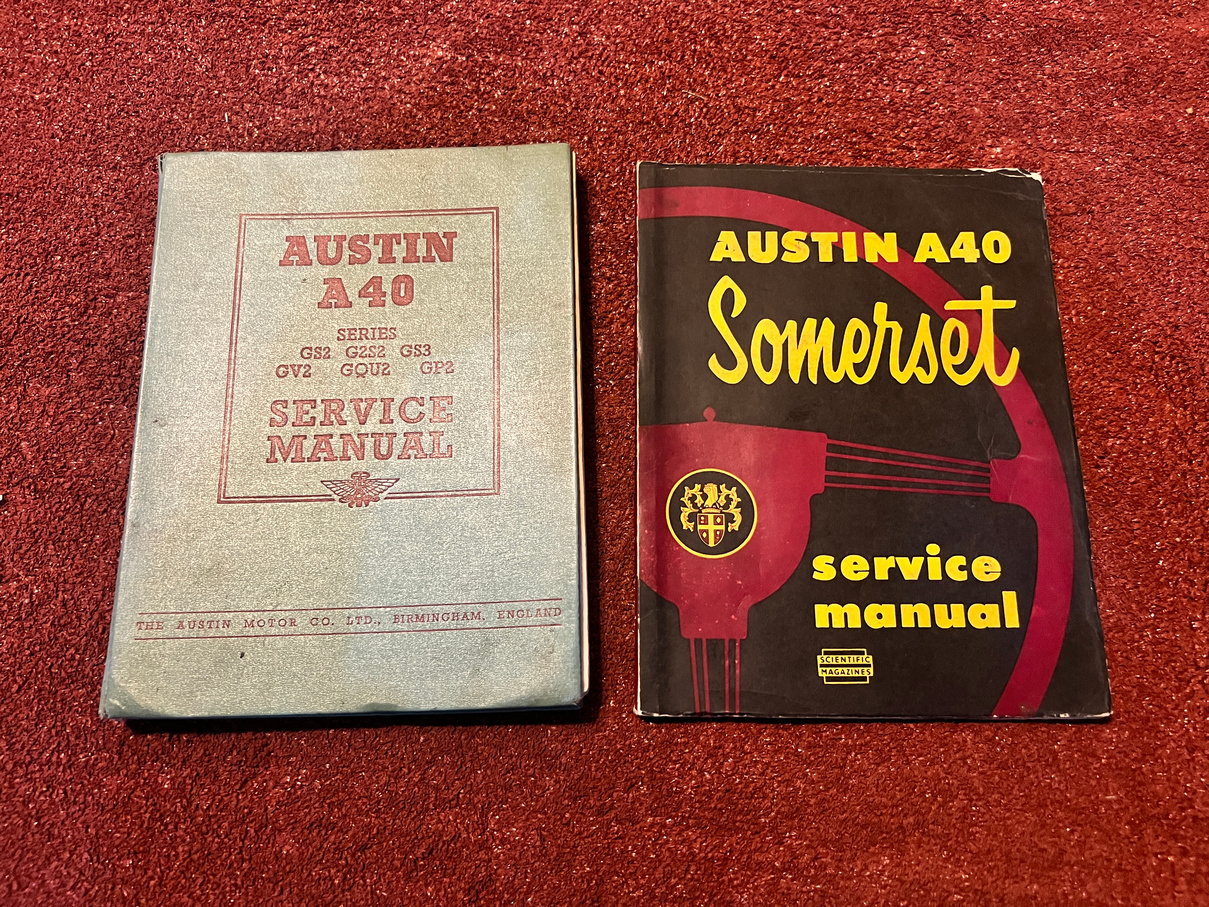 AUSTIN
A40
SERIES
GS2 G2S2 GS3
GV2 GQU2 GP2
SERVICE
MANUAL
THE AUSTIN MOTOR CO. LTD., BIRMINGHAM, ENGLAND
AUSTIN A40
Somerset
service
manual
SCIENTIFIC
MAGAZINES